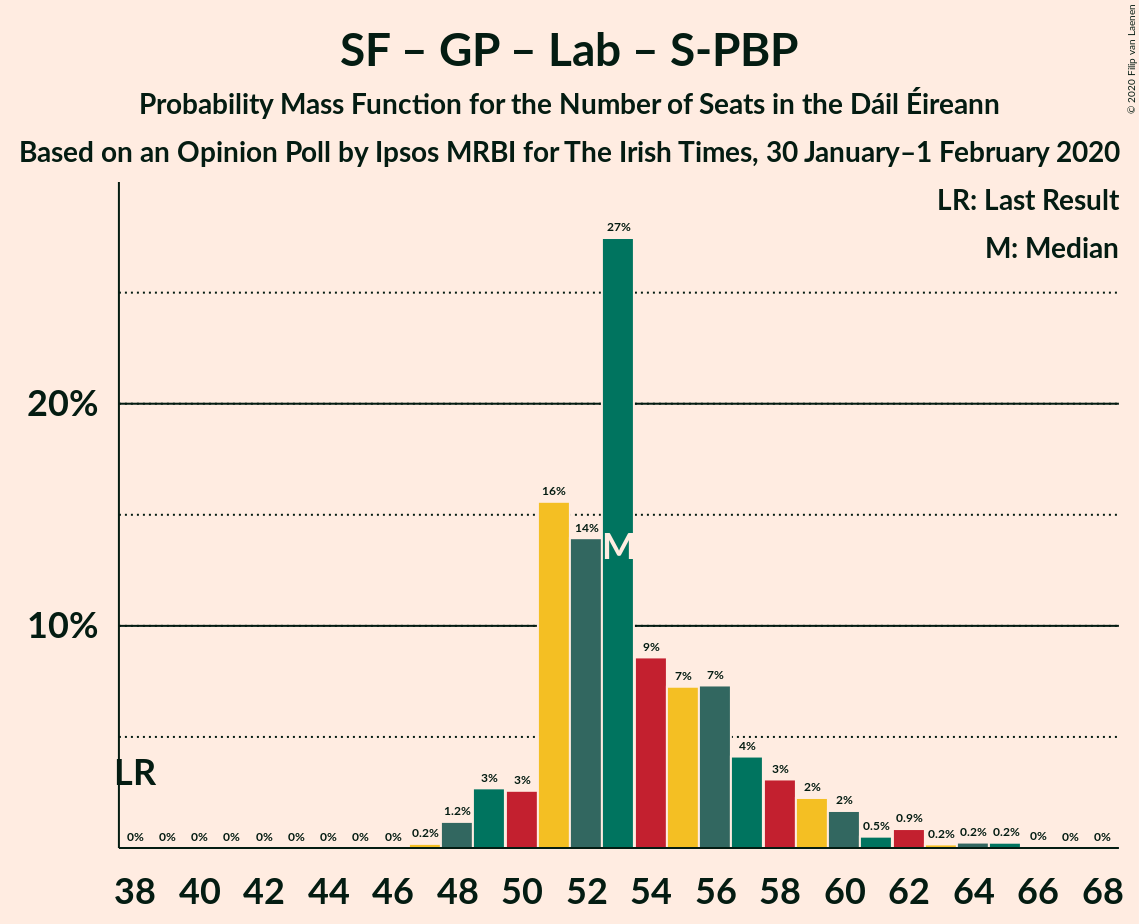 SF – GP – Lab – S-PBP
Probability Mass Function for the Number of Seats in the Dáil Éireann
Based on an Opinion Poll by Ipsos MRBI for The Irish Times, 30 January–1 February 2020
© 2020 Filip van Laenen
LR: Last Result
M: Median
27%
20%
16%
14%
M
10%
9%
7%
7%
4%
LR
3%
3%
3%
2%
2%
1.2%
0.9%
0.5%
0% 0% 0% 0% 0% 0% 0% 0% 0% 0.2% 0.2% 0.2% 0.2% 0% 0% 0%
38 40 42 44 46 48 50 52 54 56 58 60 62 64 66 68